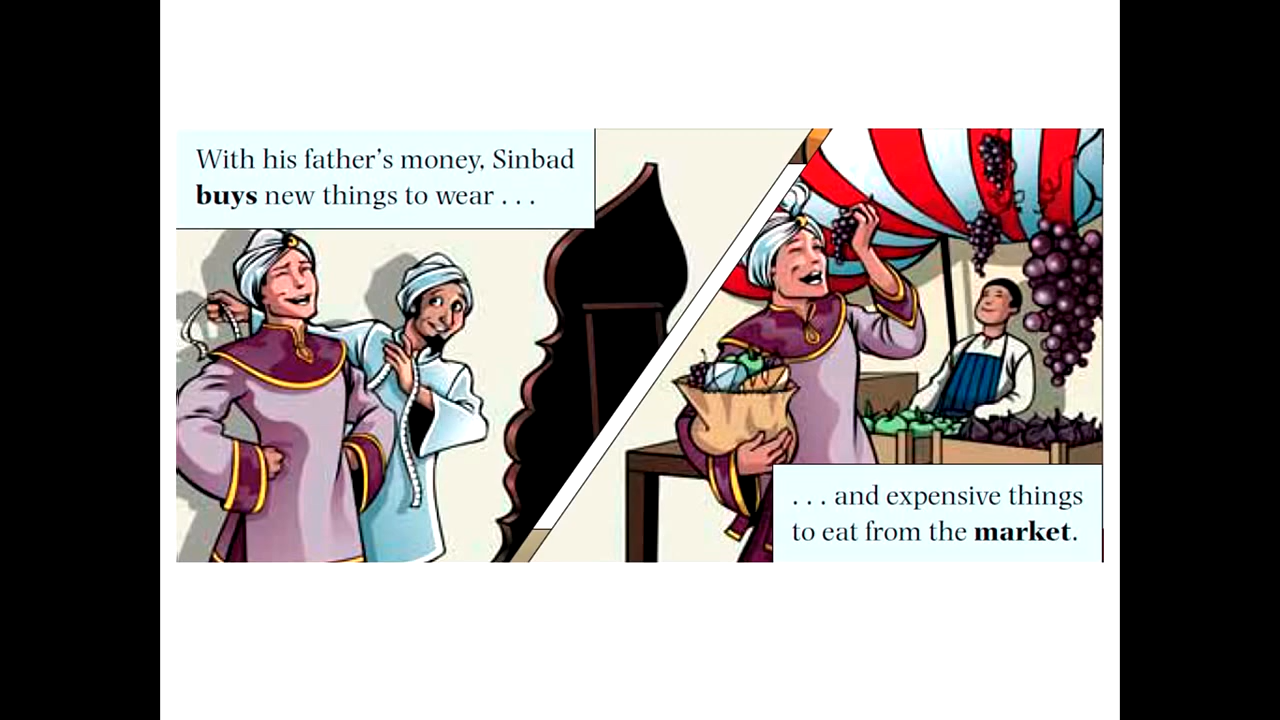 With his father's money, Sinbad
buys new things to wear . . .
. . . and expensive things
to eat from the market.